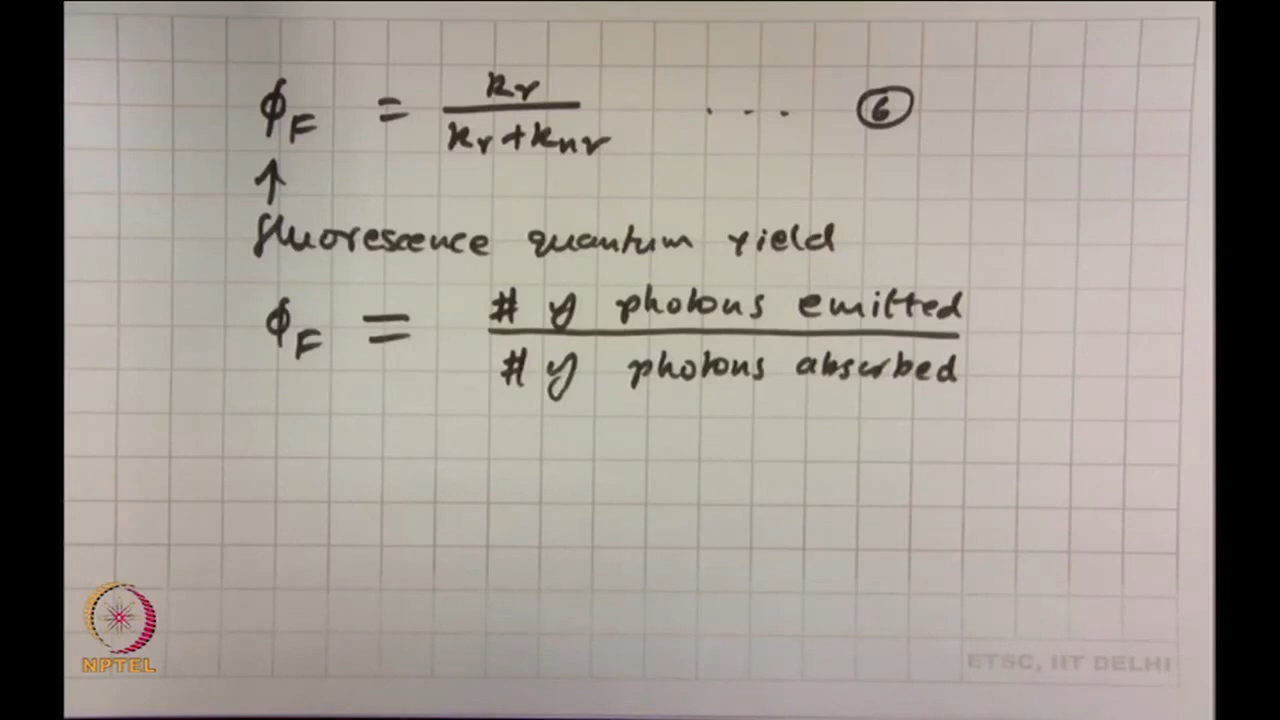 ϕF = kr / kr + knr .... ⑥
↑
fluorescence quantum yield
ϕF = # of photons emitted
# of photons absorbed
NPTEL
ETSC, IIT DELHI